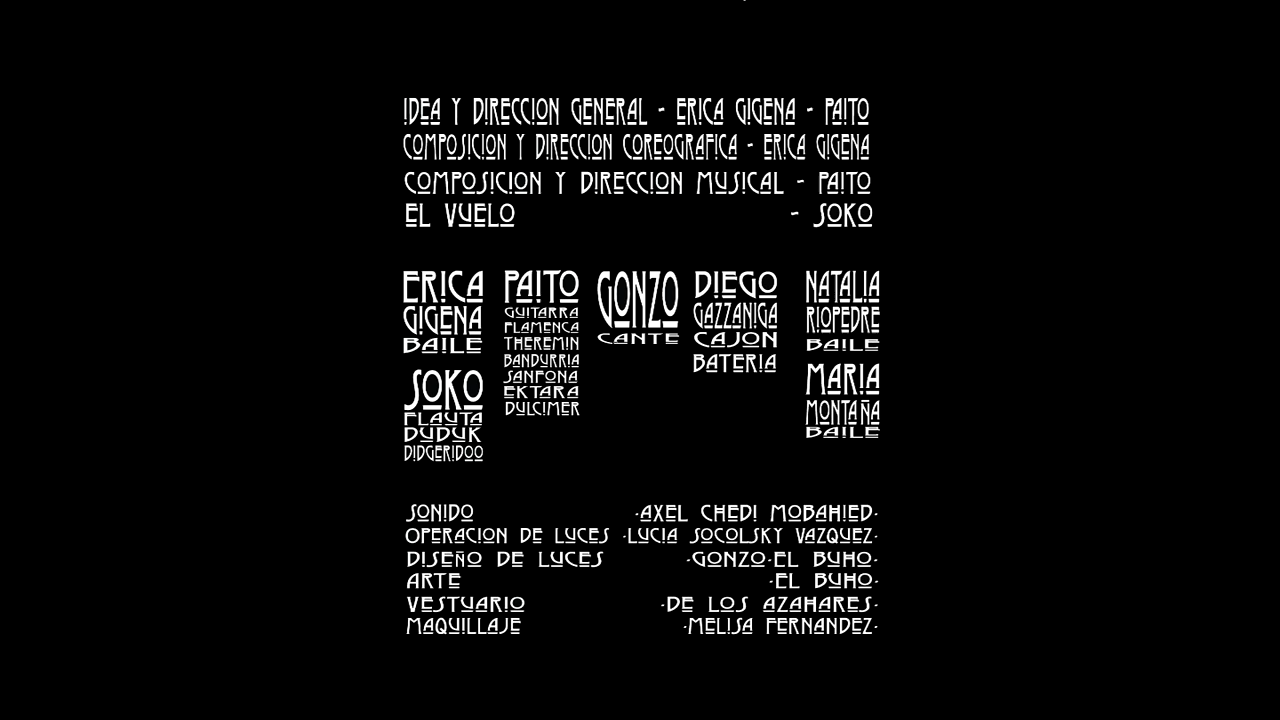 IDEA Y DIRECCION GENERAL - ERICA GIGENA - PAITO
COMPOSICION Y DIRECCION COREOGRAFICA - ERICA GIGENA
COMPOSICION Y DIRECCION MUSICAL - PAITO
EL VUELO - SOKO
ERICA
GIGENA
BAILE
SOKO
FLAUTA
DUDUK
DIDGERIDOO
PAITO
GUITARRA
FLAMENCA
THEREMIN
BANDURRIA
SANFONA
EKTARA
DULCIMER
GONZO
CANTE
DIEGO
GAZZANIGA
CAJON
BATERIA
NATALIA
RIOPEDRE
BAILE
MARIA
MONTAÑA
BAILE
SONIDO ·AXEL CHEDI MOBAHIED·
OPERACION DE LUCES ·LUCIA SOCOLSKY VAZQUEZ·
DISEÑO DE LUCES ·GONZO·EL BUHO·
ARTE ·EL BUHO·
VESTUARIO ·DE LOS AZAHARES·
MAQUILLAJE ·MELISA FERNANDEZ·